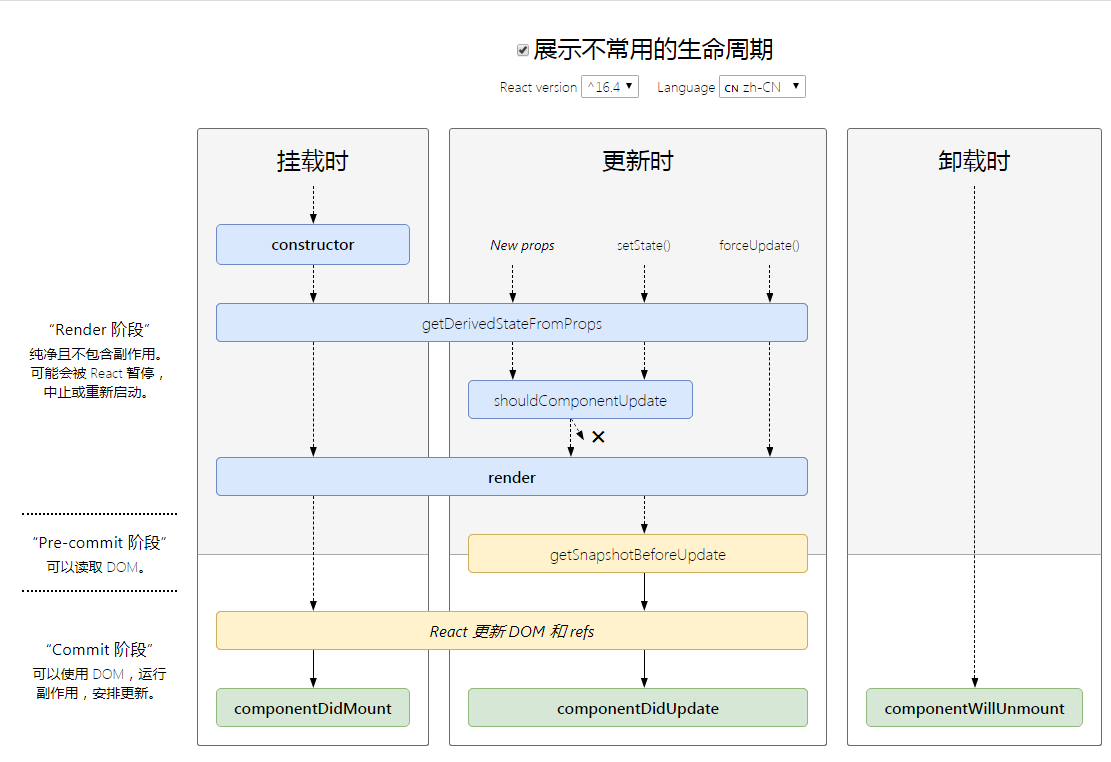 展示不常用的生命周期
React version ^16.4 Language CN zh-CN
挂载时 更新时 卸载时
constructor
New props setState() forceUpdate()
getDerivedStateFromProps
“Render 阶段”
纯净且不包含副作用。
可能会被 React 暂停，
中止或重新启动。
shouldComponentUpdate
render
“Pre-commit 阶段”
可以读取 DOM。
getSnapshotBeforeUpdate
React 更新 DOM 和 refs
“Commit 阶段”
可以使用 DOM，运行
副作用，安排更新。
componentDidMount componentDidUpdate componentWillUnmount